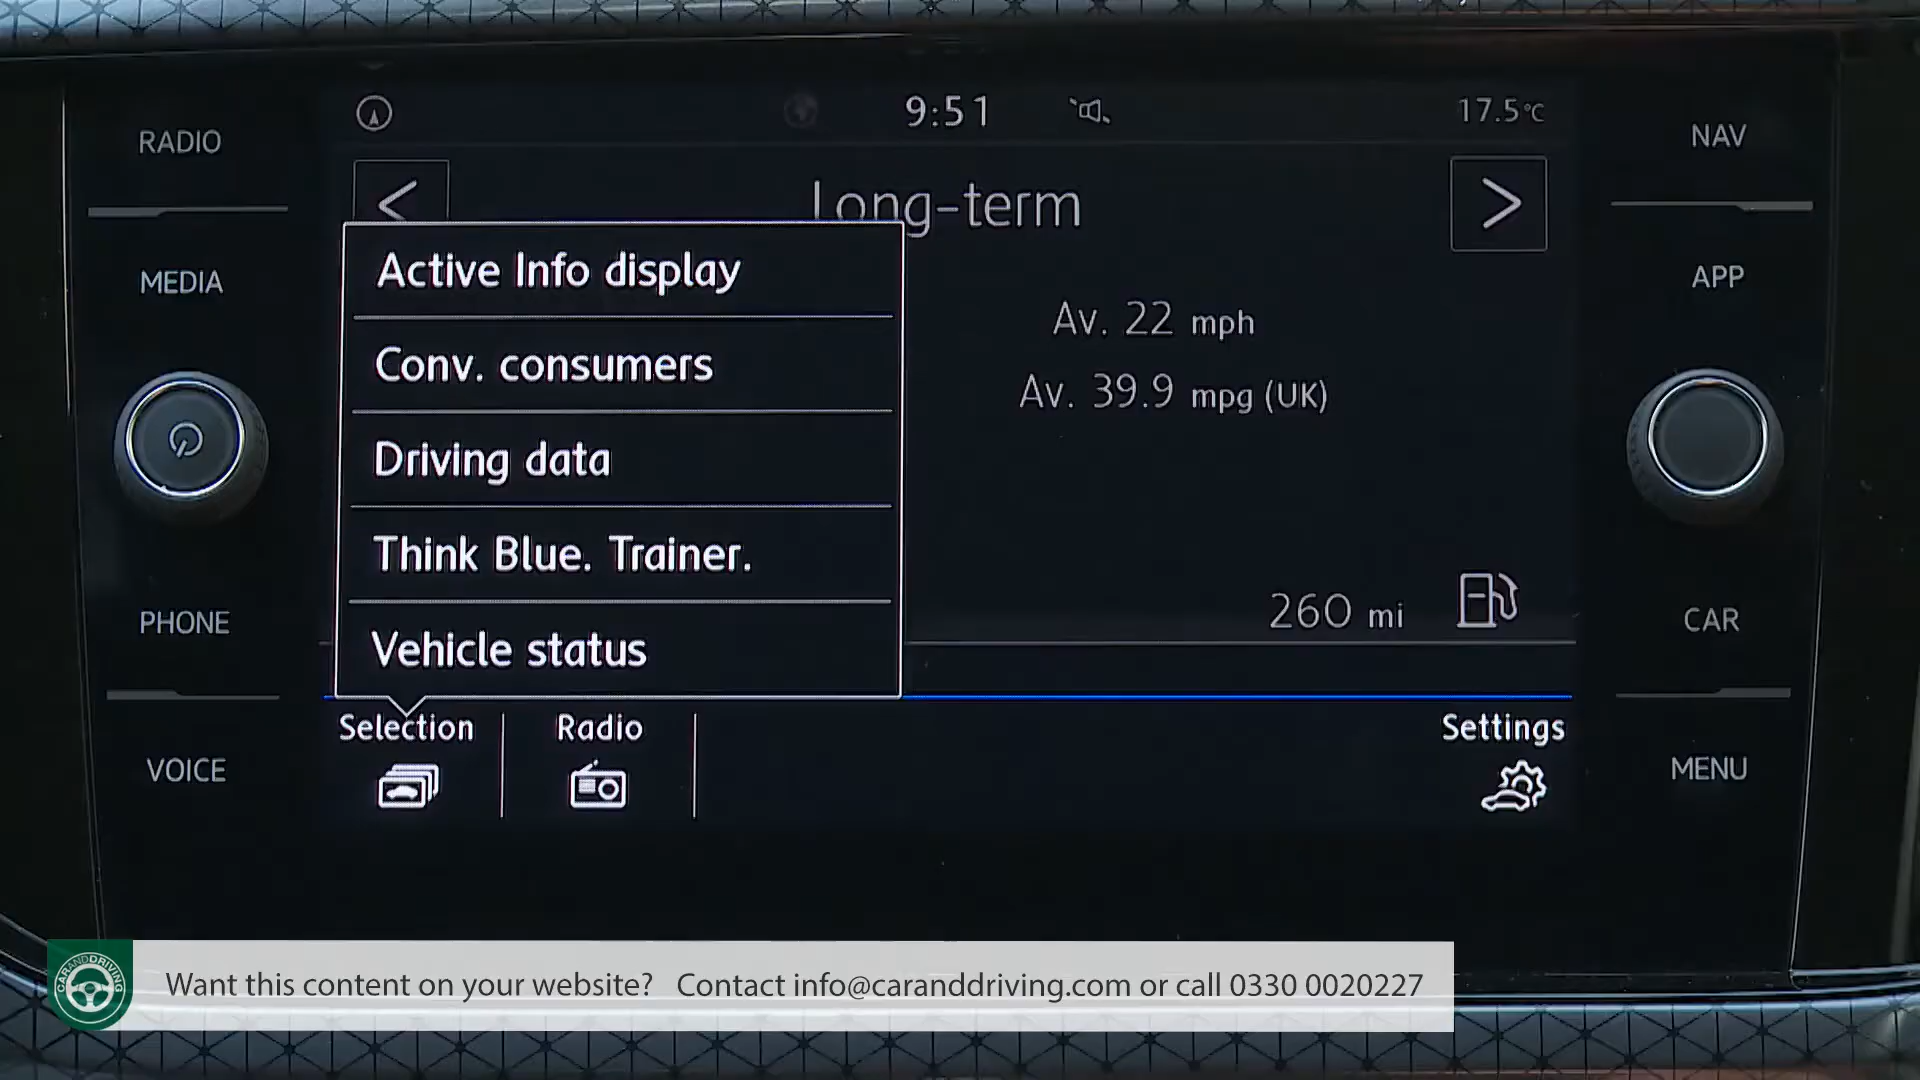 9:51
17.5°C
RADIO
NAV
Long-term
MEDIA
APP
Active Info display
Av. 22 mph
Conv. consumers
Av. 39.9 mpg (UK)
Driving data
Think Blue. Trainer.
260 mi
PHONE
CAR
Vehicle status
Selection
Radio
Settings
VOICE
MENU
CARANDDRIVING
Want this content on your website? Contact info@caranddriving.com or call 0330 0020227